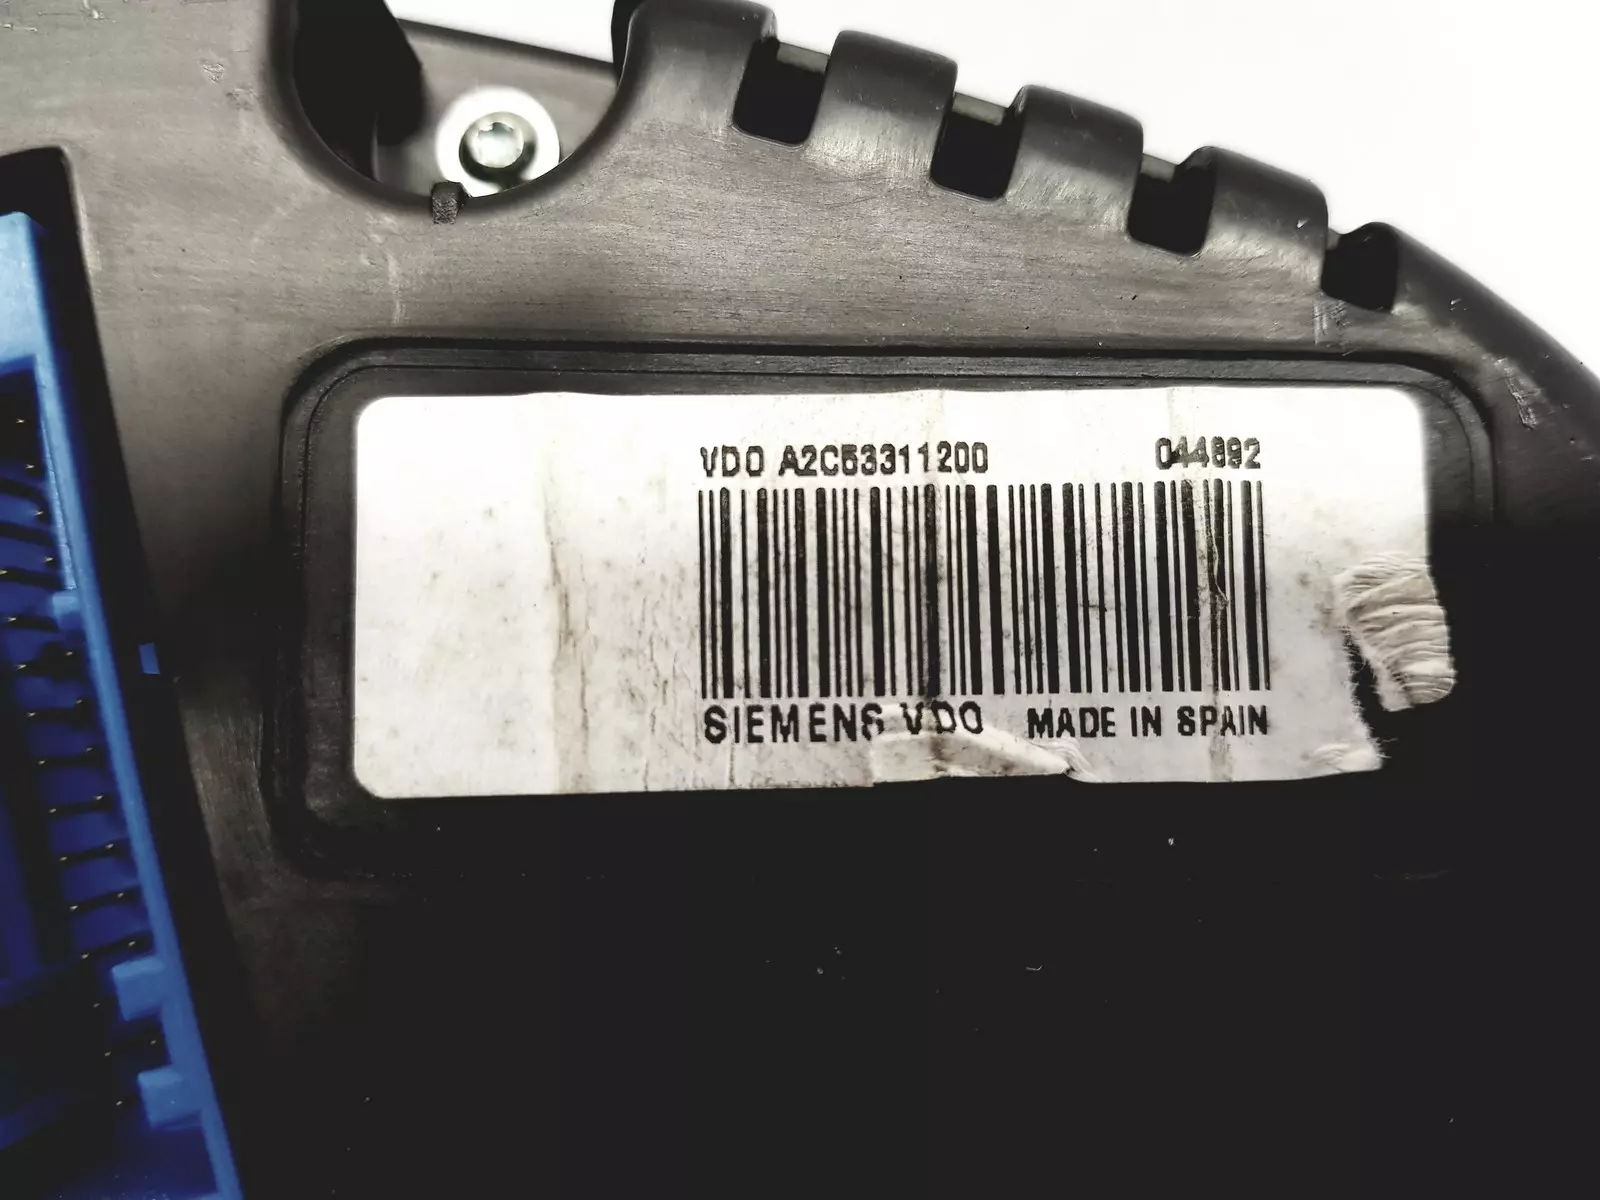 VDO A2C53311200 044892
SIEMENS VDO MADE IN SPAIN